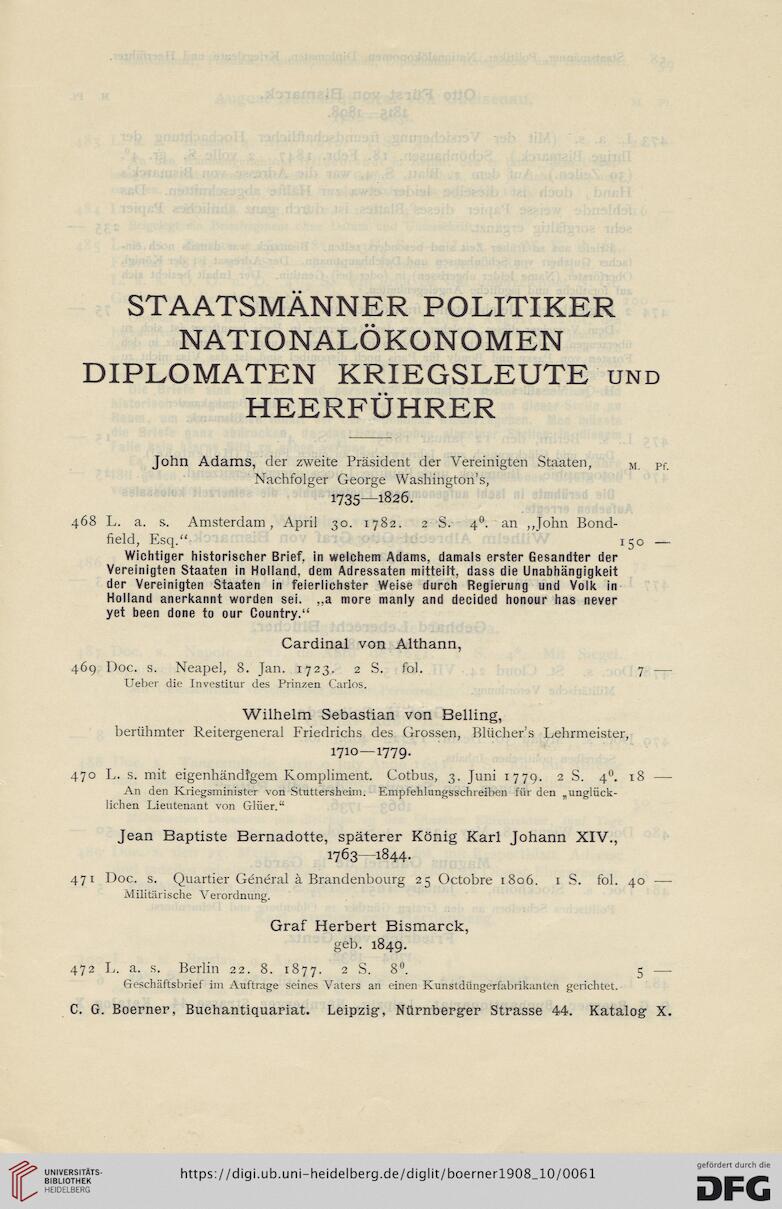 STAATSMÄNNER POLITIKER
NATIONALÖKONOMEN
DIPLOMATEN KRIEGSLEUTE UND
HEERFÜHRER
John Adams, der zweite Präsident der Vereinigten Staaten, M. Pf.
Nachfolger George Washington's,
1735—1826.
468 L. a. s. Amsterdam, April 30. 1782. 2 S. 4⁰. an „John Bond-
field, Esq.“ 150 —
Wichtiger historischer Brief, in welchem Adams, damals erster Gesandter der
Vereinigten Staaten in Holland, dem Adressaten mitteilt, dass die Unabhängigkeit
der Vereinigten Staaten in feierlichster Weise durch Regierung und Volk in
Holland anerkannt worden sei. „a more manly and decided honour has never
yet been done to our Country.“
Cardinal von Althann,
469 Doc. s. Neapel, 8. Jan. 1723. 2 S. fol. 7 —
Ueber die Investitur des Prinzen Carlos.
Wilhelm Sebastian von Belling,
berühmter Reitergeneral Friedrichs des Grossen, Blücher's Lehrmeister,
1710—1779.
470 L. s. mit eigenhändigem Kompliment. Cotbus, 3. Juni 1779. 2 S. 4⁰. 18 —
An den Kriegsminister von Stuttersheim. Empfehlungsschreiben für den „unglück-
lichen Lieutenant von Glüer.“
Jean Baptiste Bernadotte, späterer König Karl Johann XIV.,
1763—1844.
471 Doc. s. Quartier Général à Brandenbourg 25 Octobre 1806. 1 S. fol. 40 —
Militärische Verordnung.
Graf Herbert Bismarck,
geb. 1849.
472 L. a. s. Berlin 22. 8. 1877. 2 S. 8⁰. 5 —
Geschäftsbrief im Auftrage seines Vaters an einen Kunstdüngerfabrikanten gerichtet.
C. G. Boerner, Buchantiquariat. Leipzig, Nürnberger Strasse 44. Katalog X.
UNIVERSITÄTS-
BIBLIOTHEK
HEIDELBERG
https://digi.ub.uni-heidelberg.de/diglit/boerner1908_10/0061
gefördert durch die
DFG